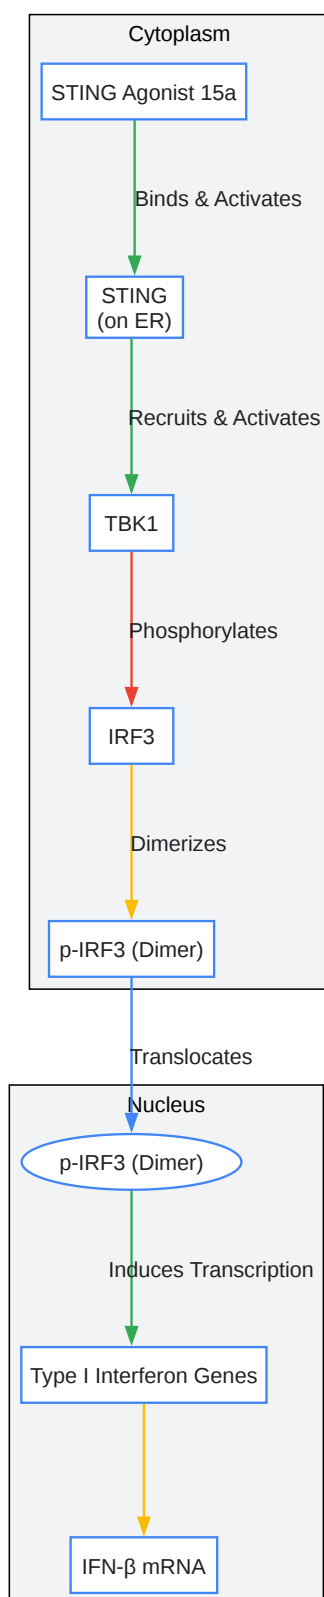 Cytoplasm
STING Agonist 15a
Binds & Activates
STING
(on ER)
Recruits & Activates
TBK1
Phosphorylates
IRF3
Dimerizes
p-IRF3 (Dimer)
Translocates
Nucleus
p-IRF3 (Dimer)
Induces Transcription
Type I Interferon Genes
IFN-β mRNA